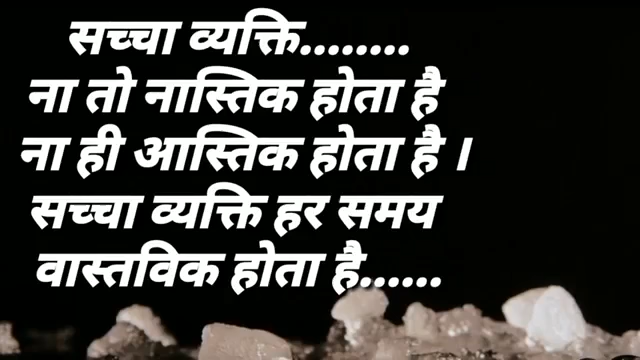 सच्चा व्यक्ति........
ना तो नास्तिक होता है
ना ही आस्तिक होता है ।
सच्चा व्यक्ति हर समय
वास्तविक होता है......